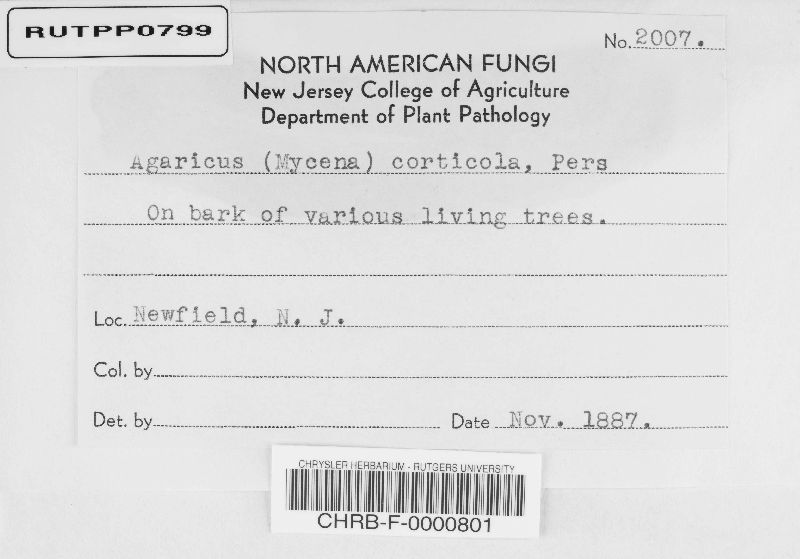 RUTPP0799
No. 2007.
NORTH AMERICAN FUNGI
New Jersey College of Agriculture
Department of Plant Pathology
Agaricus (Mycena) corticola, Pers
On bark of various living trees.
Loc. Newfield, N. J.
Col. by
Det. by Date Nov. 1887.
CHRYSLER HERBARIUM - RUTGERS UNIVERSITY
CHRB-F-0000801